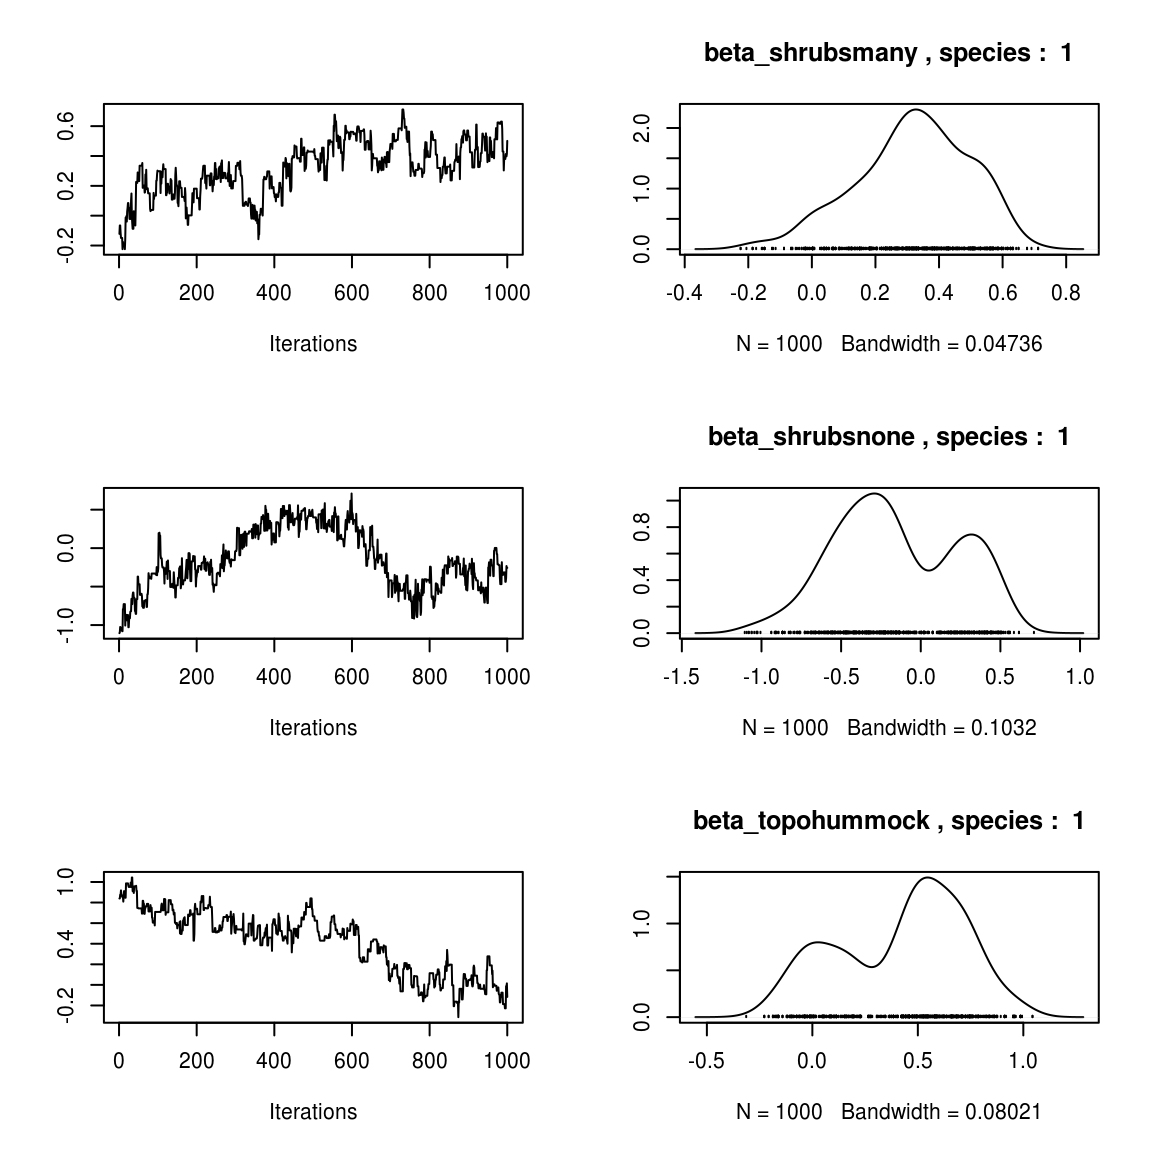 beta_shrubsmany , species : 1
0.6
0.2
-0.2
0 200 400 600 800 1000
Iterations
2.0
1.0
0.0
-0.4 -0.2 0.0 0.2 0.4 0.6 0.8
N = 1000 Bandwidth = 0.04736
beta_shrubsnone , species : 1
0.0
-1.0
0 200 400 600 800 1000
Iterations
0.8
0.4
0.0
-1.5 -1.0 -0.5 0.0 0.5 1.0
N = 1000 Bandwidth = 0.1032
beta_topohummock , species : 1
1.0
0.4
-0.2
0 200 400 600 800 1000
Iterations
1.0
0.0
-0.5 0.0 0.5 1.0
N = 1000 Bandwidth = 0.08021